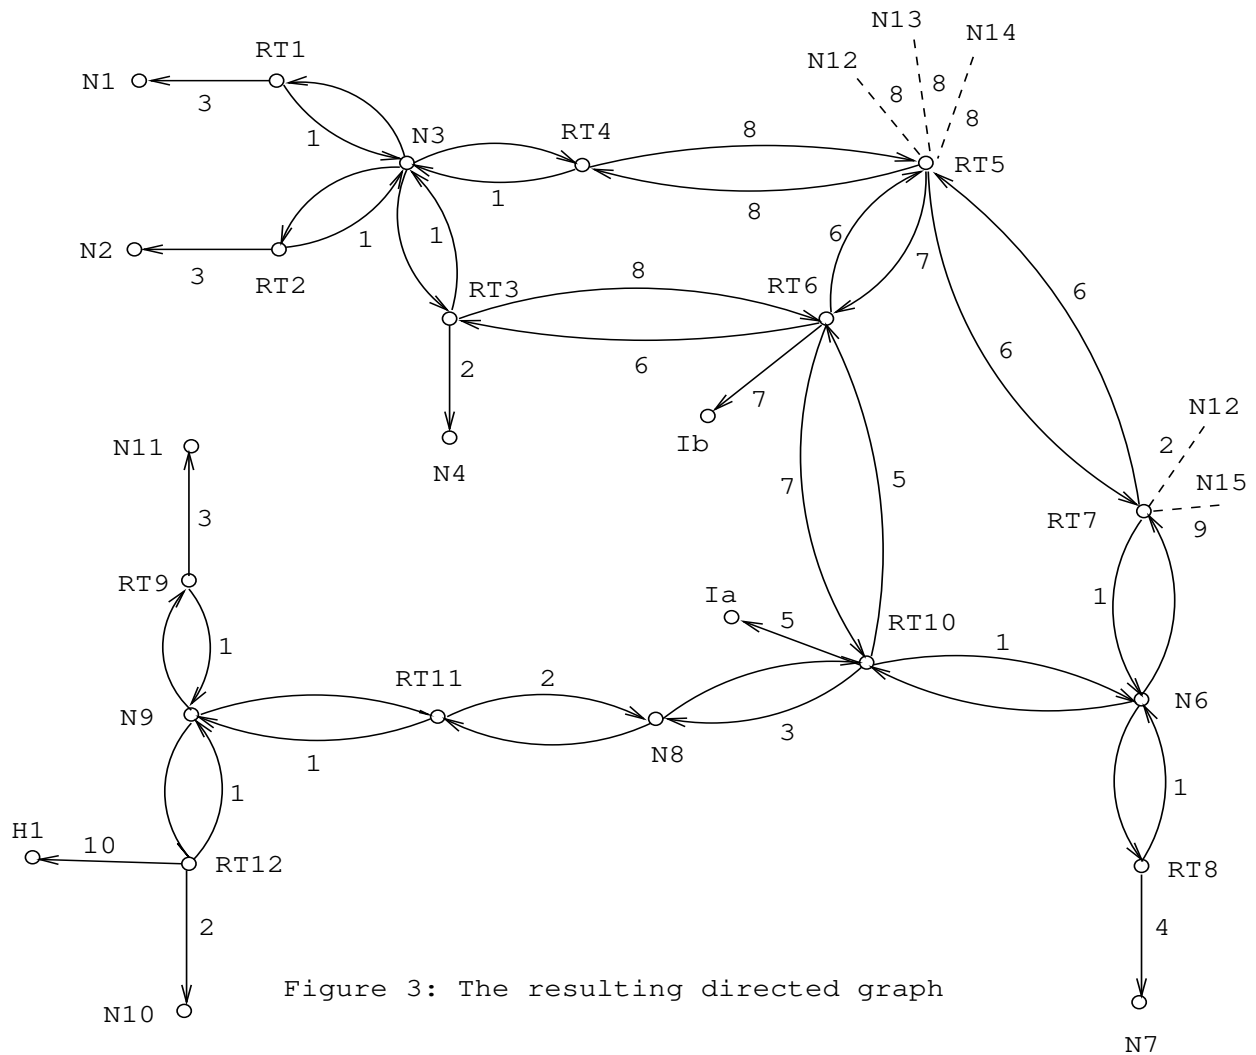 N13
N14
RT1
N12
8
N1
8
3
8
1
N3
RT4
8
RT5
1
8
1
1
6
N2
RT2
3
7
8
RT3
RT6
6
6
6
2
7
N12
N11
Ib
2
N4
7
5
N15
3
RT7
9
RT9
Ia
5
1
RT10
1
1
RT11
2
N6
N9
3
N8
1
1
1
H1
10
RT12
RT8
2
4
Figure 3: The resulting directed graph
N10
N7